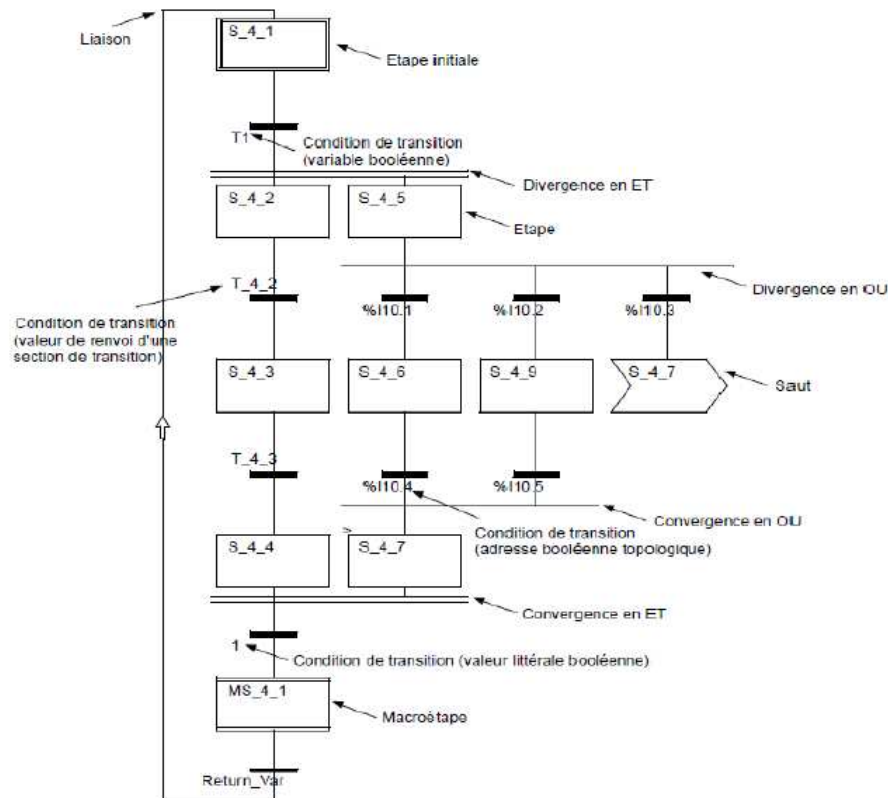 S_4_1
Liaison
Etape initiale
T1
Condition de transition
(variable booléenne)
Divergence en ET
S_4_2
S_4_5
Etape
T_4_2
Divergence en OU
%I10.1
%I10.2
%I10.3
Condition de transition
(valeur de renvoi d'une
section de transition)
S_4_3
S_4_6
S_4_9
S_4_7
Saut
T_4_3
%I10.4
%I10.5
Convergence en OU
Condition de transition
(adresse booléenne topologique)
>
S_4_4
S_4_7
Convergence en ET
1
Condition de transition (valeur littérale booléenne)
MS_4_1
Macroétape
Return_Var